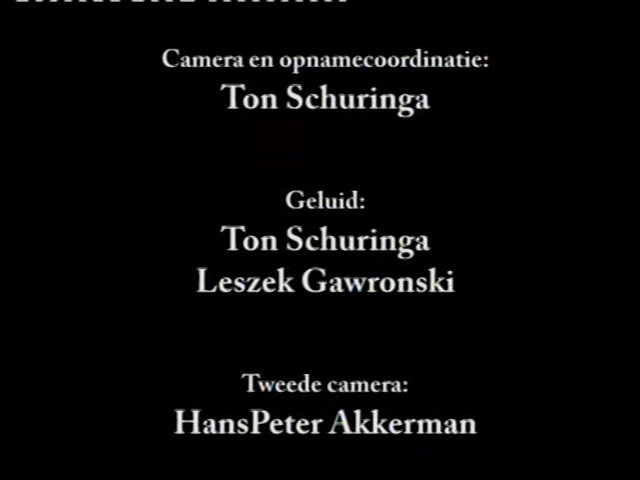 Camera en opnamecoordinatie:
Ton Schuringa
Geluid:
Ton Schuringa
Leszek Gawronski
Tweede camera:
HansPeter Akkerman